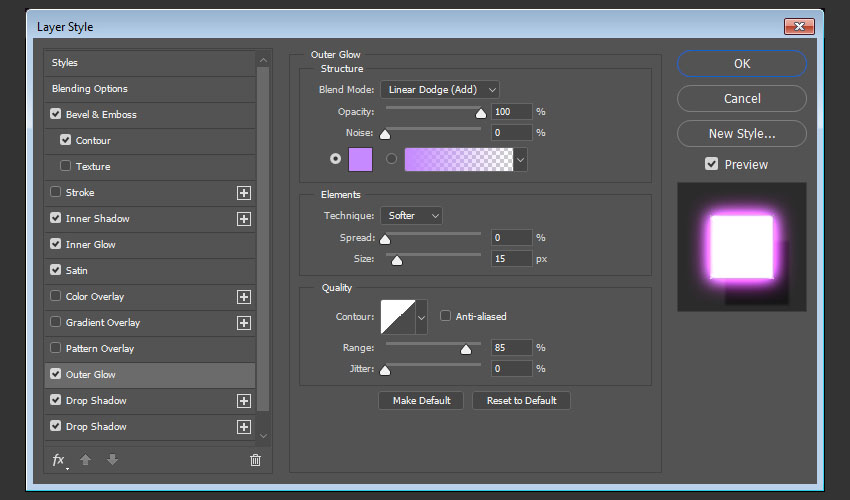 Layer Style
Styles
Blending Options
Bevel & Emboss
Contour
Texture
Stroke
Inner Shadow
Inner Glow
Satin
Color Overlay
Gradient Overlay
Pattern Overlay
Outer Glow
Drop Shadow
Drop Shadow
fx
Outer Glow
Structure
Blend Mode: Linear Dodge (Add)
Opacity: 100 %
Noise: 0 %
Elements
Technique: Softer
Spread: 0 %
Size: 15 px
Quality
Contour: Anti-aliased
Range: 85 %
Jitter: 0 %
Make Default Reset to Default
OK
Cancel
New Style...
Preview